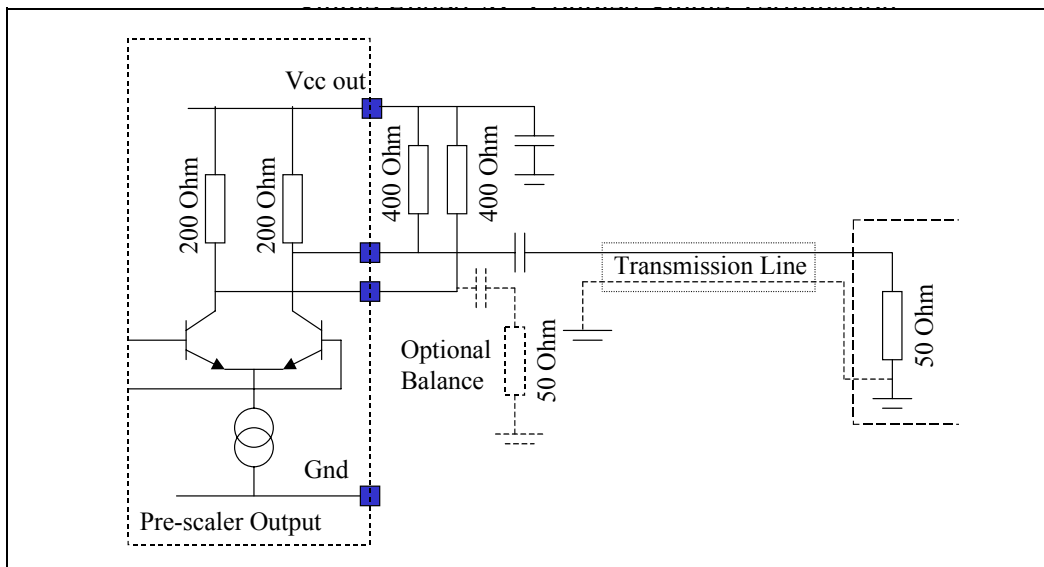 Vcc out
200 Ohm
200 Ohm
400 Ohm
400 Ohm
Transmission Line
50 Ohm
Optional
Balance
50 Ohm
Gnd
Pre-scaler Output